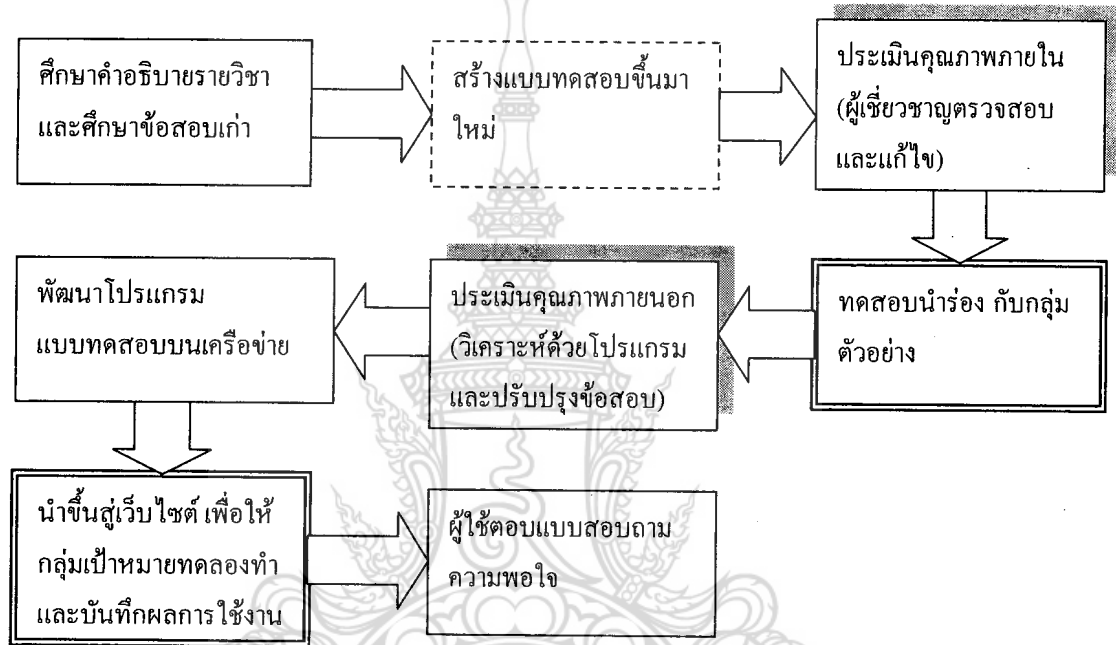 ศึกษาคำอธิบายรายวิชา
และศึกษาข้อสอบเก่า
สร้างแบบทดสอบขึ้นมา
ใหม่
ประเมินคุณภาพภายใน
(ผู้เชี่ยวชาญตรวจสอบ
และแก้ไข)
ทดสอบนำร่อง กับกลุ่ม
ตัวอย่าง
ประเมินคุณภาพภายนอก
(วิเคราะห์ด้วยโปรแกรม
และปรับปรุงข้อสอบ)
พัฒนาโปรแกรม
แบบทดสอบบนเครือข่าย
นำขึ้นสู่เว็บไซต์ เพื่อให้
กลุ่มเป้าหมายทดลองทำ
และบันทึกผลการใช้งาน
ผู้ใช้ตอบแบบสอบถาม
ความพอใจ